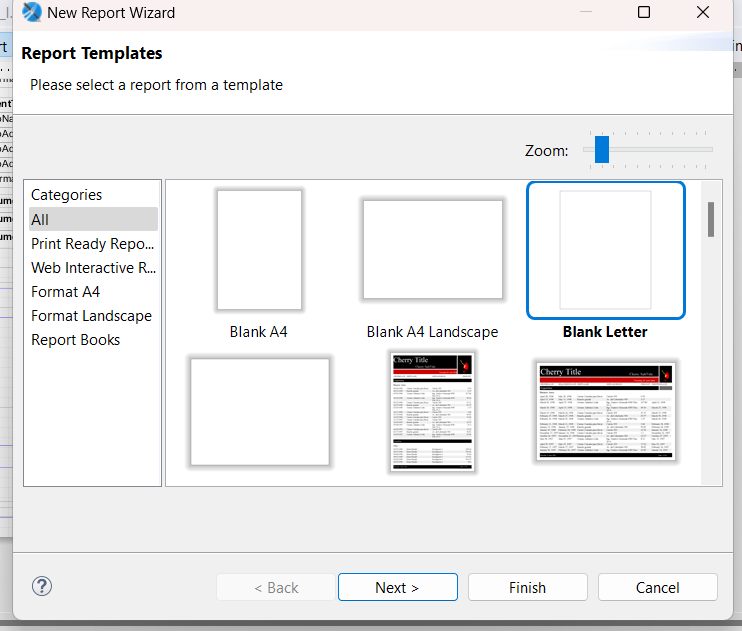 New Report Wizard
Report Templates
Please select a report from a template
Zoom:
Categories
All
Print Ready Repo...
Web Interactive R...
Format A4
Format Landscape
Report Books
Blank A4
Blank A4 Landscape
Blank Letter
Cherry Title
Cherry Title
?
< Back
Next >
Finish
Cancel